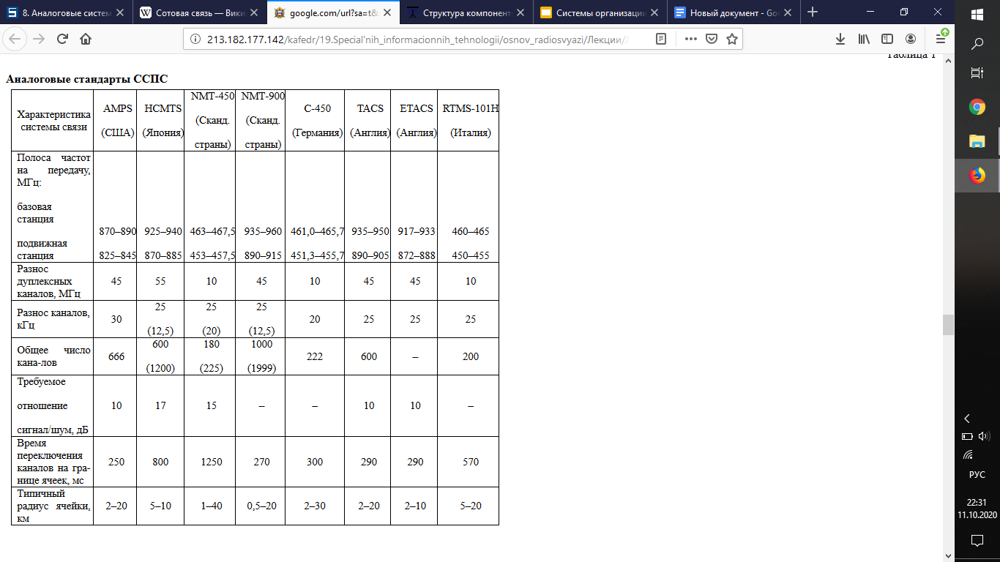 8. Аналоговые систем
Сотовая связь — Вики
google.com/url?sa=t&
Структура компонент
Системы организации
Новый документ - Goo
213.182.177.142/kafedr/19.Special'nih_informacionnih_tehnologii/osnov_radiosvyazi/Лекции/
Таблица 1
Аналоговые стандарты ССПС
Характеристика системы связи
AMPS (США)
HCMTS (Япония)
NMT-450 (Сканд. страны)
NMT-900 (Сканд. страны)
C-450 (Германия)
TACS (Англия)
ETACS (Англия)
RTMS-101H (Италия)
Полоса частот
на передачу,
МГц:
базовая
станция 870–890 925–940 463–467,5 935–960 461,0–465,7 935–950 917–933 460–465
подвижная
станция 825–845 870–885 453–457,5 890–915 451,3–455,7 890–905 872–888 450–455
Разнос
дуплексных 45 55 10 45 10 45 45 10
каналов, МГц
Разнос каналов,
кГц 30 25 (12,5) 25 (20) 25 (12,5) 20 25 25 25
Общее число
кана-лов 666 600 (1200) 180 (225) 1000 (1999) 222 600 – 200
Требуемое
отношение 10 17 15 – – 10 10 –
сигнал/шум, дБ
Время
переключения
каналов на гра- 250 800 1250 270 300 290 290 570
нице ячеек, мс
Типичный
радиус ячейки, 2–20 5–10 1–40 0,5–20 2–30 2–20 2–10 5–20
км
РУС
22:31
11.10.2020